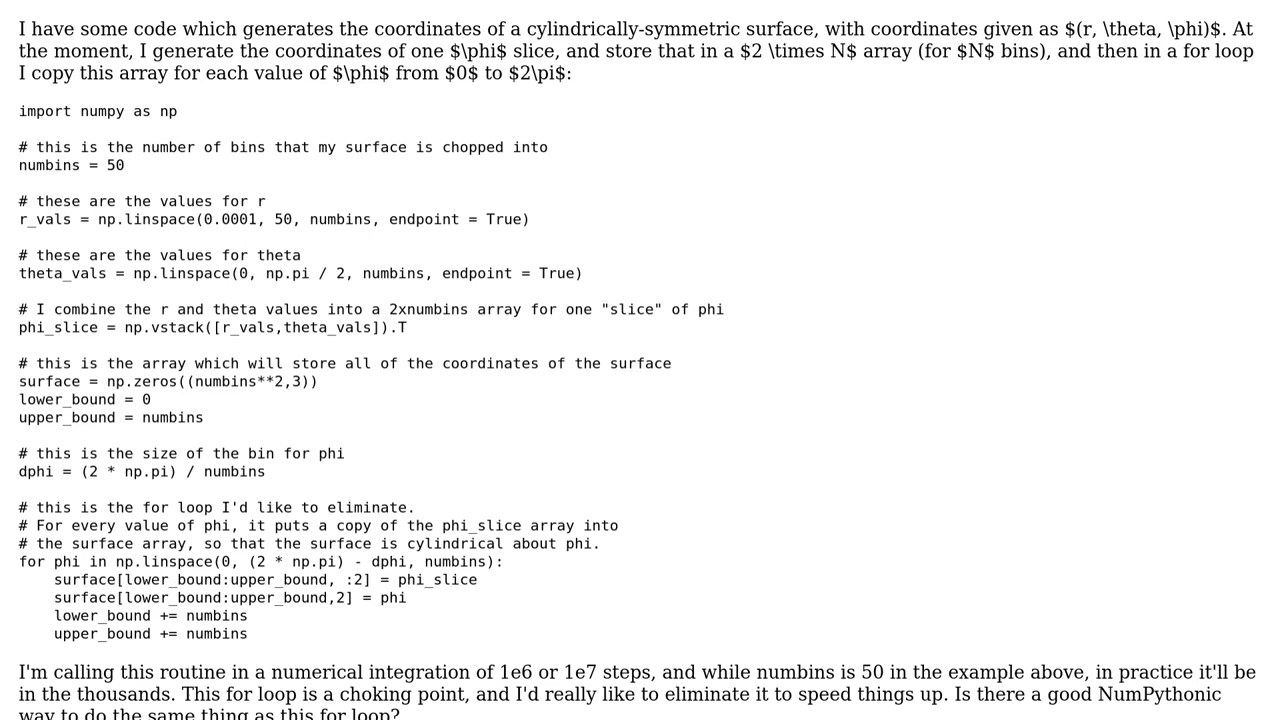 I have some code which generates the coordinates of a cylindrically-symmetric surface, with coordinates given as $(r, \theta, \phi)$. At
the moment, I generate the coordinates of one $\phi$ slice, and store that in a $2 \times N$ array (for $N$ bins), and then in a for loop
I copy this array for each value of $\phi$ from $0$ to $2\pi$:
import numpy as np
# this is the number of bins that my surface is chopped into
numbins = 50
# these are the values for r
r_vals = np.linspace(0.0001, 50, numbins, endpoint = True)
# these are the values for theta
theta_vals = np.linspace(0, np.pi / 2, numbins, endpoint = True)
# I combine the r and theta values into a 2xnumbins array for one "slice" of phi
phi_slice = np.vstack([r_vals,theta_vals]).T
# this is the array which will store all of the coordinates of the surface
surface = np.zeros((numbins**2,3))
lower_bound = 0
upper_bound = numbins
# this is the size of the bin for phi
dphi = (2 * np.pi) / numbins
# this is the for loop I'd like to eliminate.
# For every value of phi, it puts a copy of the phi_slice array into
# the surface array, so that the surface is cylindrical about phi.
for phi in np.linspace(0, (2 * np.pi) - dphi, numbins):
    surface[lower_bound:upper_bound, :2] = phi_slice
    surface[lower_bound:upper_bound,2] = phi
    lower_bound += numbins
    upper_bound += numbins
I'm calling this routine in a numerical integration of 1e6 or 1e7 steps, and while numbins is 50 in the example above, in practice it'll be
in the thousands. This for loop is a choking point, and I'd really like to eliminate it to speed things up. Is there a good NumPythonic
way to do the same thing as this for loop?